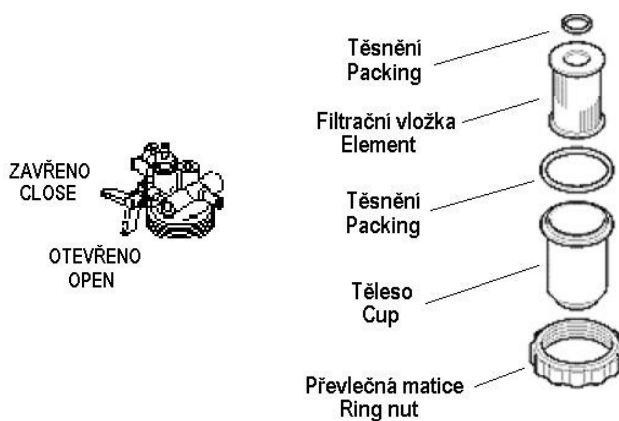 ZAVŘENO
CLOSE
OTEVŘENO
OPEN
Těsnění
Packing
Filtrační vložka
Element
Těsnění
Packing
Těleso
Cup
Převlečná matice
Ring nut